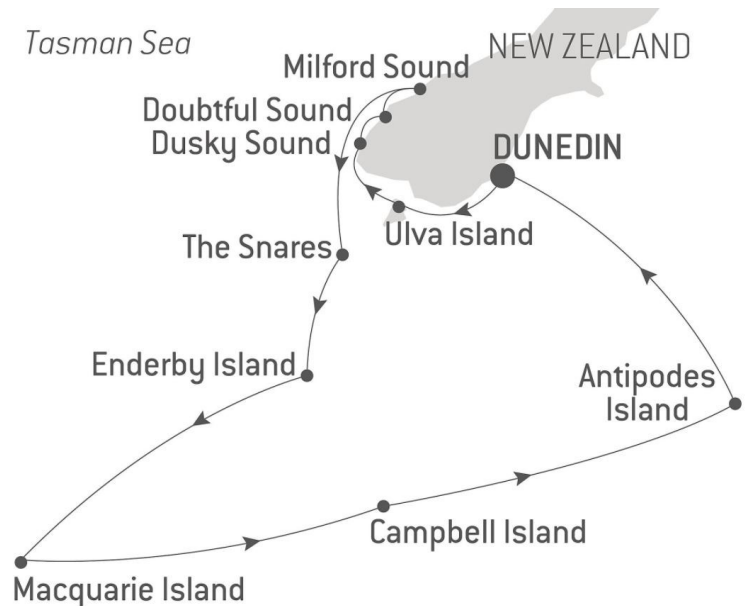 Tasman Sea
NEW ZEALAND
Milford Sound
Doubtful Sound
Dusky Sound
DUNEDIN
Ulva Island
The Snares
Enderby Island
Antipodes
Island
Campbell Island
Macquarie Island